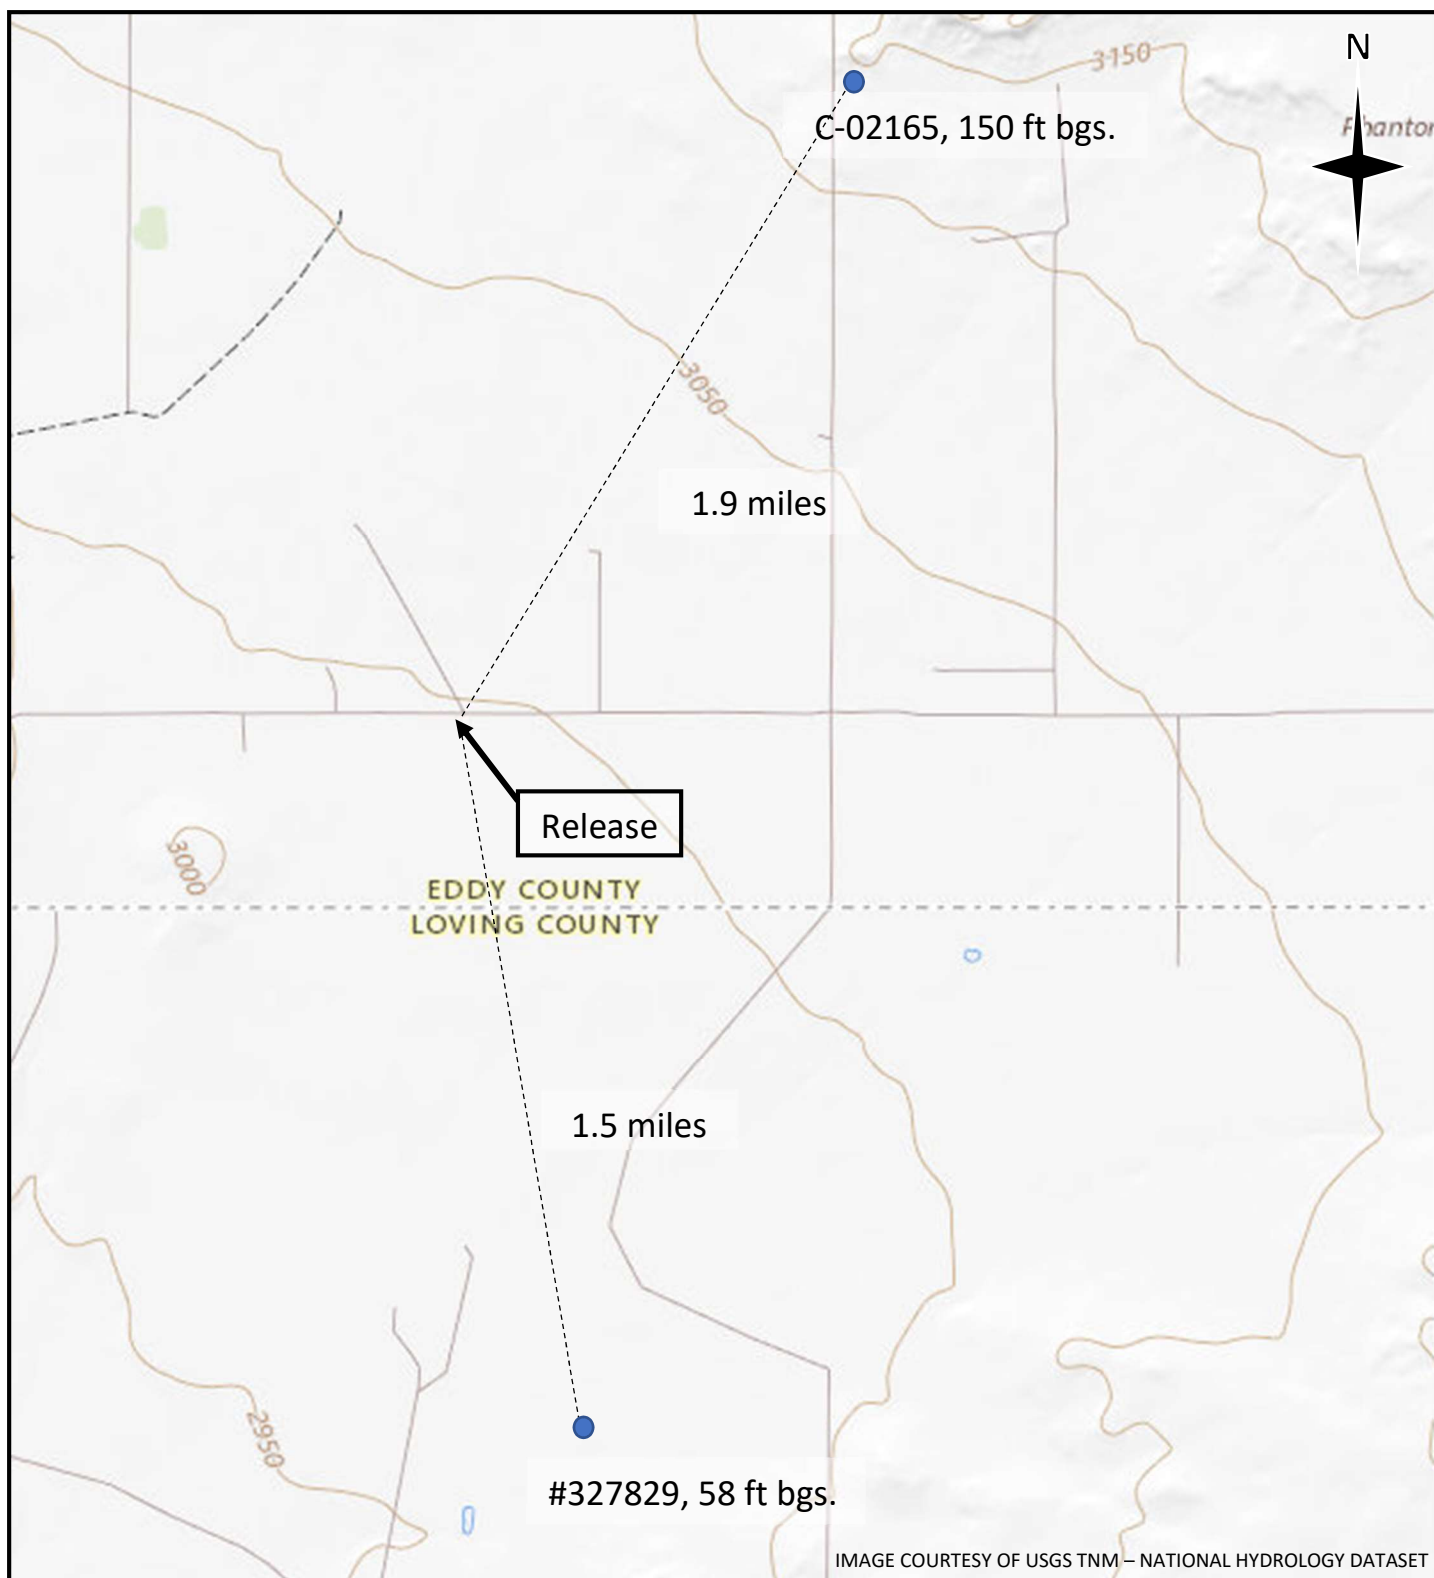 N
3150
C-02165, 150 ft bgs.
Phanton
3050
1.9 miles
Release
3000
EDDY COUNTY
LOVING COUNTY
1.5 miles
2950
#327829, 58 ft bgs.
IMAGE COURTESY OF USGS TNM – NATIONAL HYDROLOGY DATASET